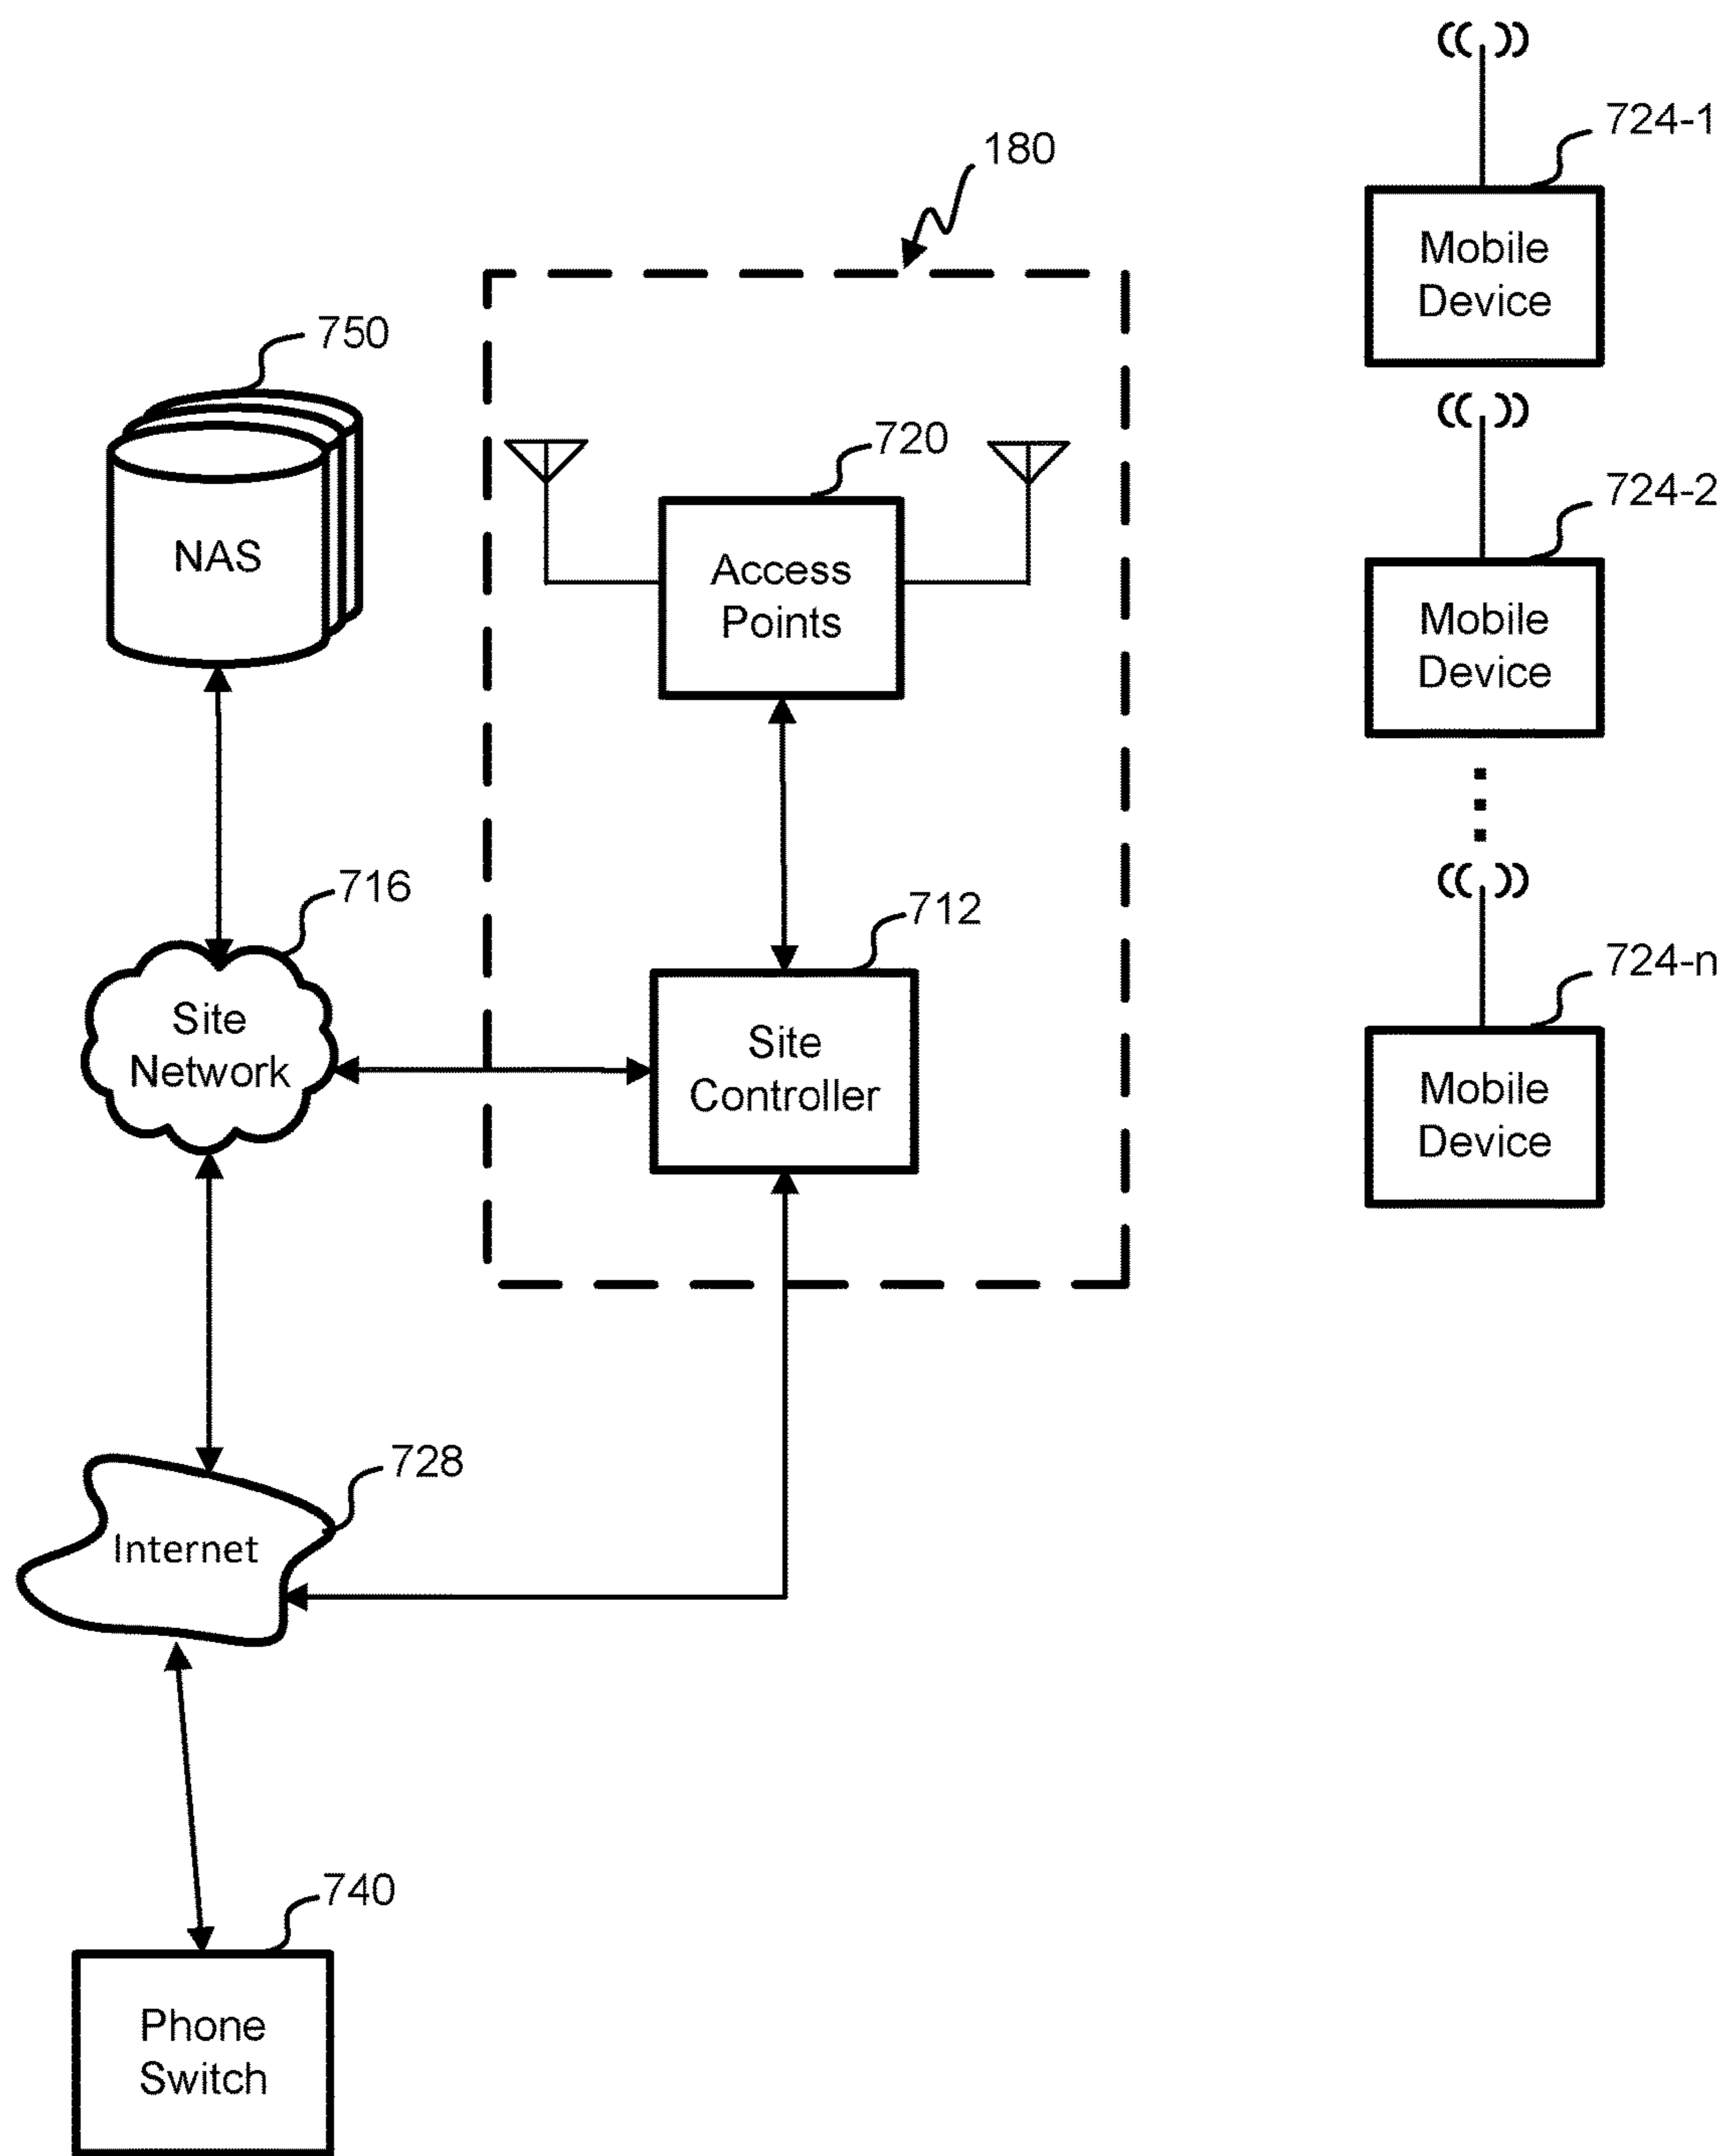 724-1
180
Mobile
Device
750
720
724-2
NAS
Access
Points
Mobile
Device
716
712
724-n
Site
Network
Site
Controller
Mobile
Device
728
Internet
740
Phone
Switch